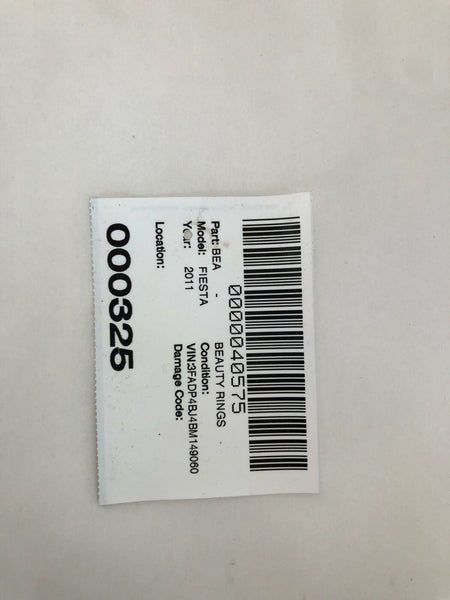 0000040575
Part: BEA - BEAUTY RINGS
Model: FIESTA Condition:
Year: 2011 VIN:3FADP4BJ4BM149060
Damage Code:
Location:
000325